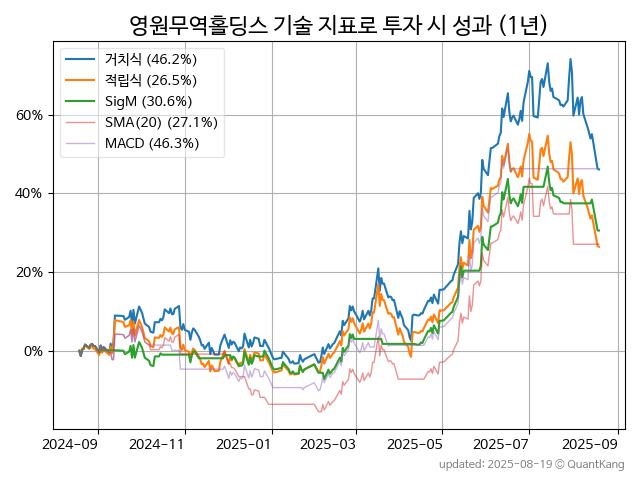 영원무역홀딩스 기술 지표로 투자 시 성과 (1년)
거치식 (46.2%)
적립식 (26.5%)
SigM (30.6%)
SMA(20) (27.1%)
MACD (46.3%)
60%
40%
20%
0%
2024-09 2024-11 2025-01 2025-03 2025-05 2025-07 2025-09
updated: 2025-08-19 © QuantKang